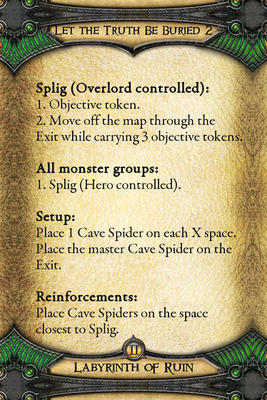 Let the Truth Be Buried 2
Splig (Overlord controlled):
1. Objective token.
2. Move off the map through the
Exit while carrying 3 objective tokens.
All monster groups:
1. Splig (Hero controlled).
Setup:
Place 1 Cave Spider on each X space.
Place the master Cave Spider on the
Exit.
Reinforcements:
Place Cave Spiders on the space
closest to Splig.
II
Labyrinth of Ruin